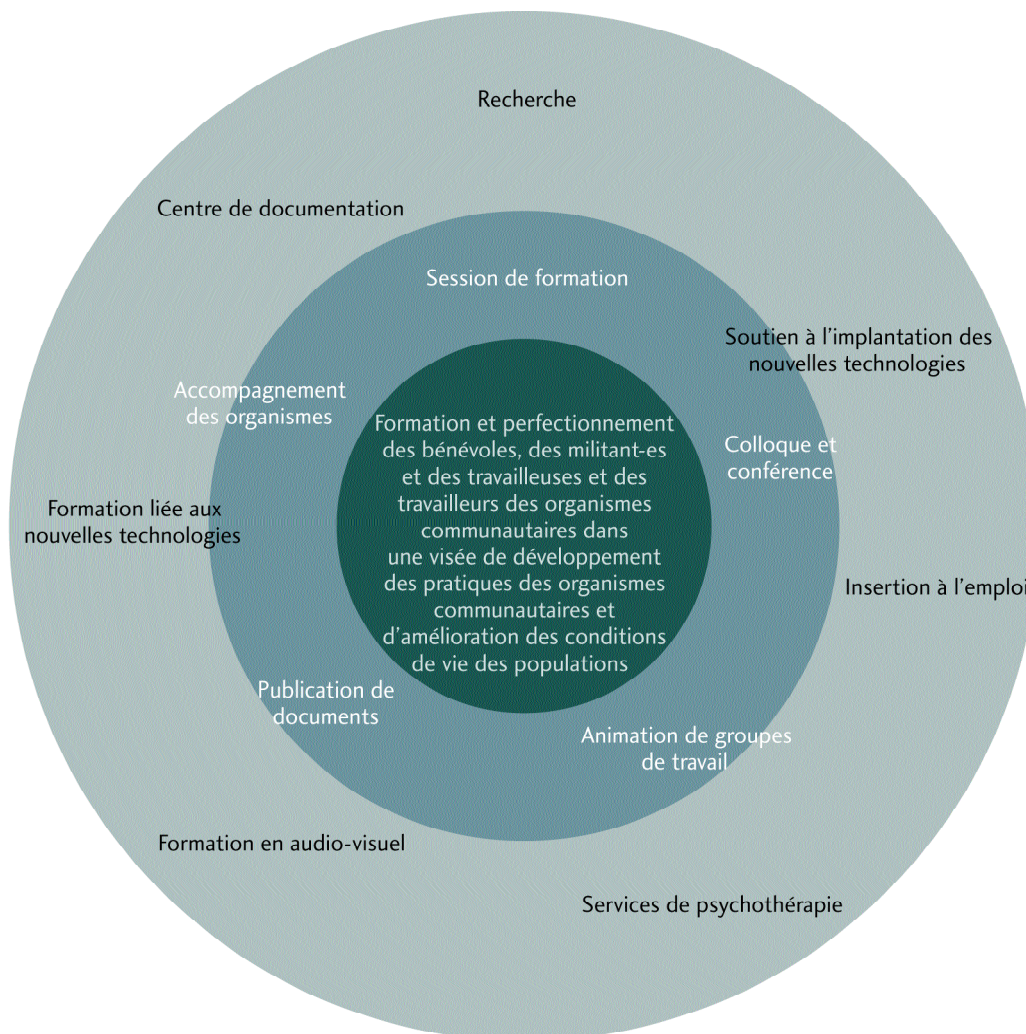 Recherche
Centre de documentation
Session de formation
Soutien à l'implantation des
nouvelles technologies
Accompagnement
des organismes
Formation et perfectionnement
des bénévoles, des militant-es
et des travailleuses et des
travailleurs des organismes
communautaires dans
une visée de développement
des pratiques des organismes
communautaires et
d'amélioration des conditions
de vie des populations
Colloque et
conférence
Formation liée aux
nouvelles technologies
Insertion à l'emploi
Publication de
documents
Animation de groupes
de travail
Formation en audio-visuel
Services de psychothérapie